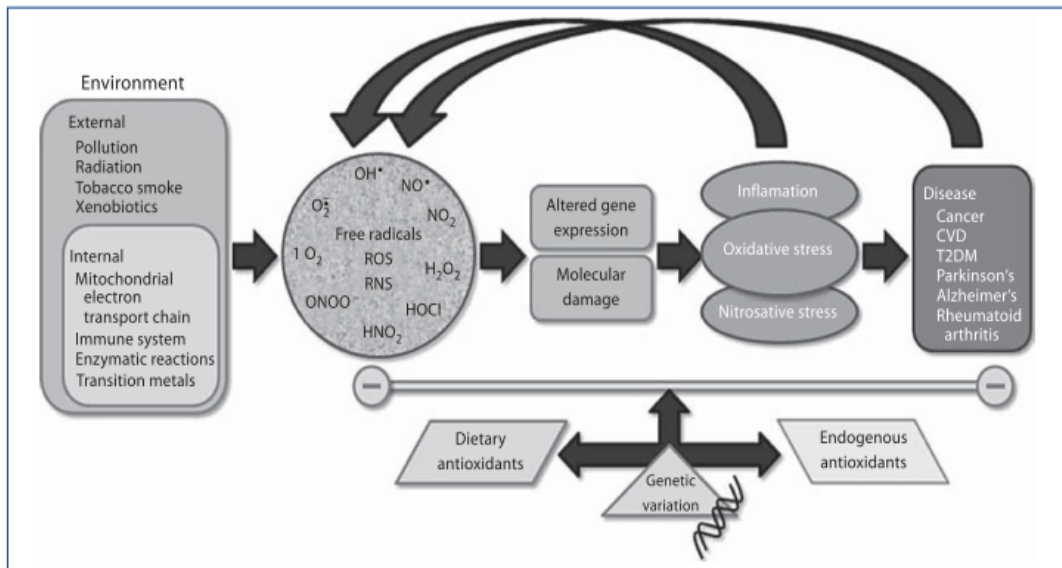 Environment
External
Pollution
Radiation
Tobacco smoke
Xenobiotics
Internal
Mitochondrial
electron
transport chain
Immune system
Enzymatic reactions
Transition metals
OH•
NO•
O₂•̄
NO₂
Free radicals
1 O₂
ROS
H₂O₂
RNS
ONOO⁻
HOCl
HNO₂
Altered gene
expression
Molecular
damage
Inflamation
Oxidative stress
Nitrosative stress
Disease
Cancer
CVD
T2DM
Parkinson's
Alzheimer's
Rheumatoid
arthritis
−
−
Dietary
antioxidants
Genetic
variation
Endogenous
antioxidants